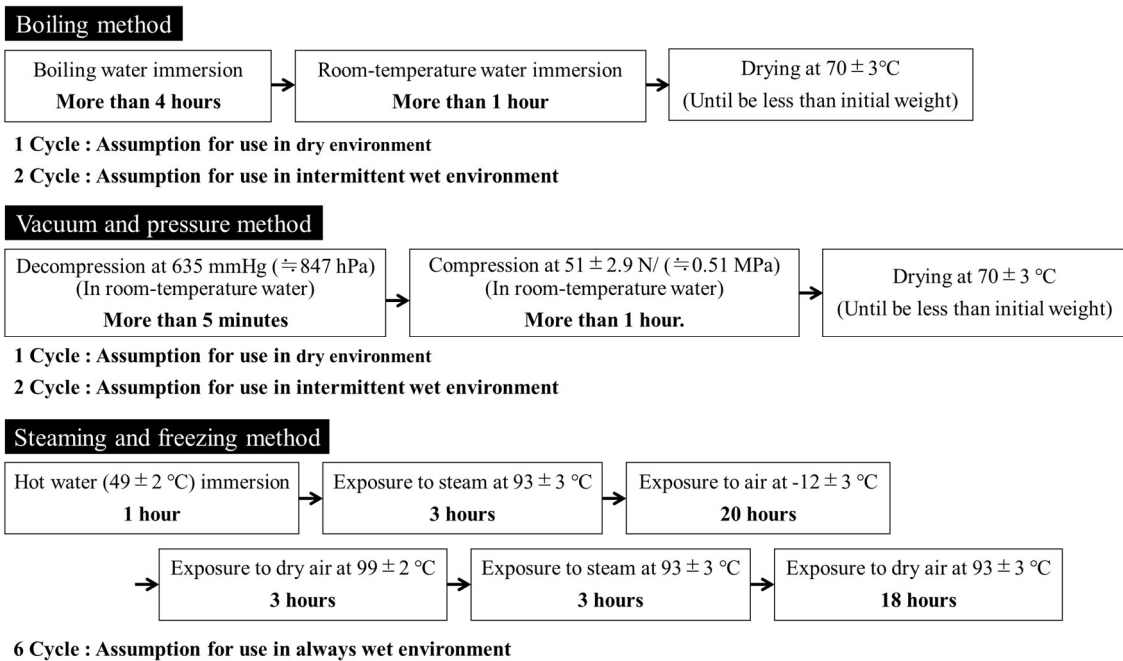 Boiling method
Boiling water immersion
More than 4 hours
Room-temperature water immersion
More than 1 hour
Drying at 70 ± 3℃
(Until be less than initial weight)
1 Cycle : Assumption for use in dry environment
2 Cycle : Assumption for use in intermittent wet environment
Vacuum and pressure method
Decompression at 635 mmHg (≒847 hPa)
(In room-temperature water)
More than 5 minutes
Compression at 51 ± 2.9 N/ (≒0.51 MPa)
(In room-temperature water)
More than 1 hour.
Drying at 70 ± 3 ℃
(Until be less than initial weight)
1 Cycle : Assumption for use in dry environment
2 Cycle : Assumption for use in intermittent wet environment
Steaming and freezing method
Hot water (49 ± 2 ℃) immersion
1 hour
Exposure to steam at 93 ± 3 ℃
3 hours
Exposure to air at -12 ± 3 ℃
20 hours
Exposure to dry air at 99 ± 2 ℃
3 hours
Exposure to steam at 93 ± 3 ℃
3 hours
Exposure to dry air at 93 ± 3 ℃
18 hours
6 Cycle : Assumption for use in always wet environment